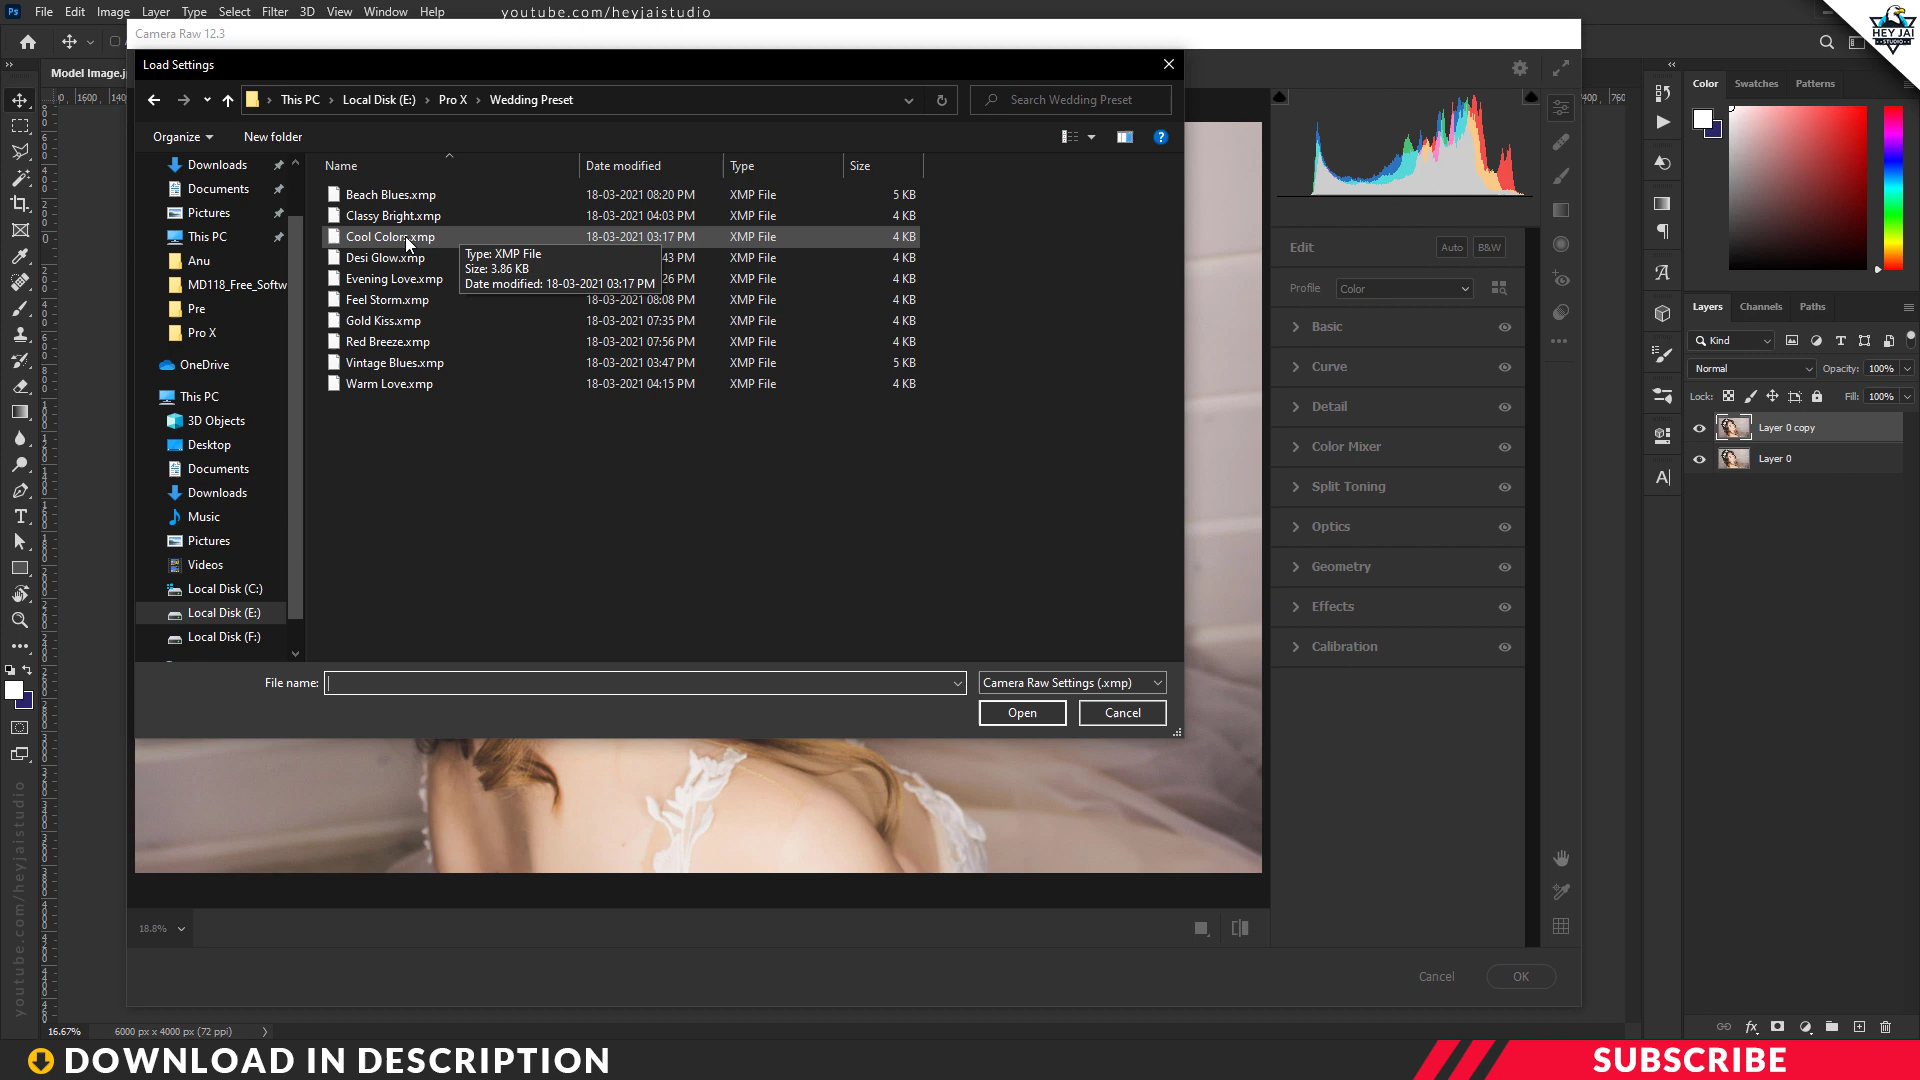 Ps File Edit Image Layer Type Select Filter 3D View Window Help youtube.com/heyjaistudio
HEY JAI
STUDIO
Camera Raw 12.3
Model Image.j
Load Settings
This PC Local Disk (E:) Pro X Wedding Preset
Search Wedding Preset
Organize New folder
Name Date modified Type Size
Beach Blues.xmp 18-03-2021 08:20 PM XMP File 5 KB
Classy Bright.xmp 18-03-2021 04:03 PM XMP File 4 KB
Cool Colors.xmp 18-03-2021 03:17 PM XMP File 4 KB
Desi Glow.xmp :43 PM XMP File 4 KB
Evening Love.xmp :26 PM XMP File 4 KB
Feel Storm.xmp 18-03-2021 08:08 PM XMP File 4 KB
Gold Kiss.xmp 18-03-2021 07:35 PM XMP File 4 KB
Red Breeze.xmp 18-03-2021 07:56 PM XMP File 4 KB
Vintage Blues.xmp 18-03-2021 03:47 PM XMP File 5 KB
Warm Love.xmp 18-03-2021 04:15 PM XMP File 4 KB
Type: XMP File
Size: 3.86 KB
Date modified: 18-03-2021 03:17 PM
Downloads
Documents
Pictures
This PC
Anu
MD118_Free_Softw
Pre
Pro X
OneDrive
This PC
3D Objects
Desktop
Documents
Downloads
Music
Pictures
Videos
Local Disk (C:)
Local Disk (E:)
Local Disk (F:)
File name: Camera Raw Settings (.xmp)
Open Cancel
Edit Auto B&W
Profile Color
Basic
Curve
Detail
Color Mixer
Split Toning
Optics
Geometry
Effects
Calibration
18.8%
Cancel OK
Color Swatches Patterns
Layers Channels Paths
Kind
Normal Opacity: 100%
Lock: Fill: 100%
Layer 0 copy
Layer 0
16.67% 6000 px x 4000 px (72 ppi)
youtube.com/heyjaistudio
DOWNLOAD IN DESCRIPTION
SUBSCRIBE